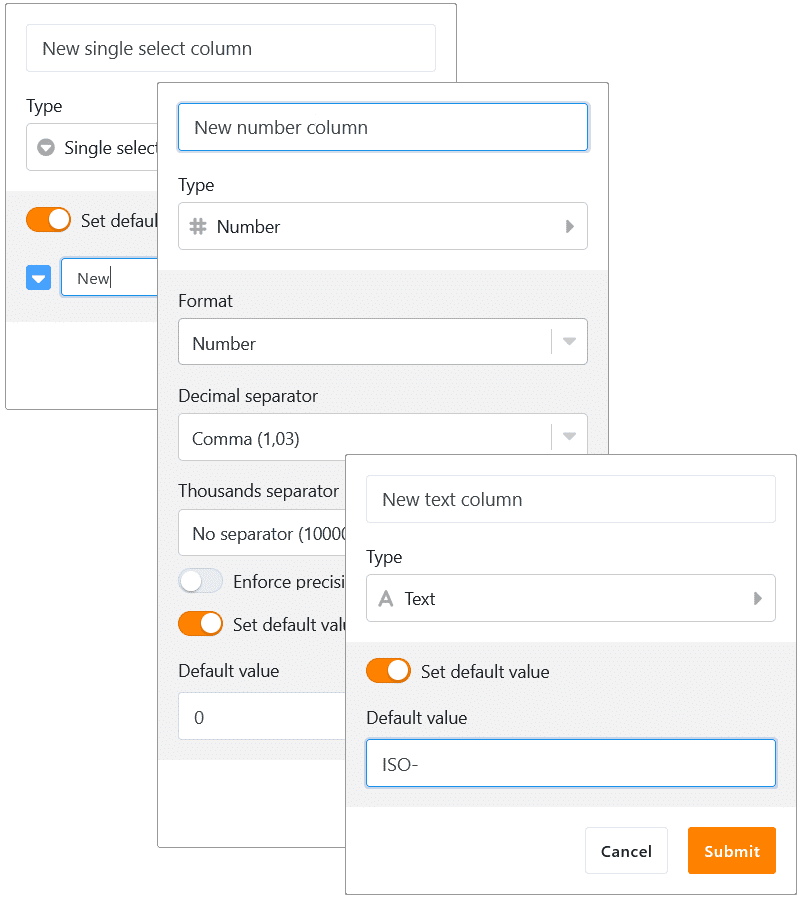 New single select column
Type
Single select
Set defaul
New
New number column
Type
Number
Format
Number
Decimal separator
Comma (1,03)
Thousands separator
No separator (10000
Enforce precisi
Set default valu
Default value
0
New text column
Type
Text
Set default value
Default value
ISO-
Cancel
Submit